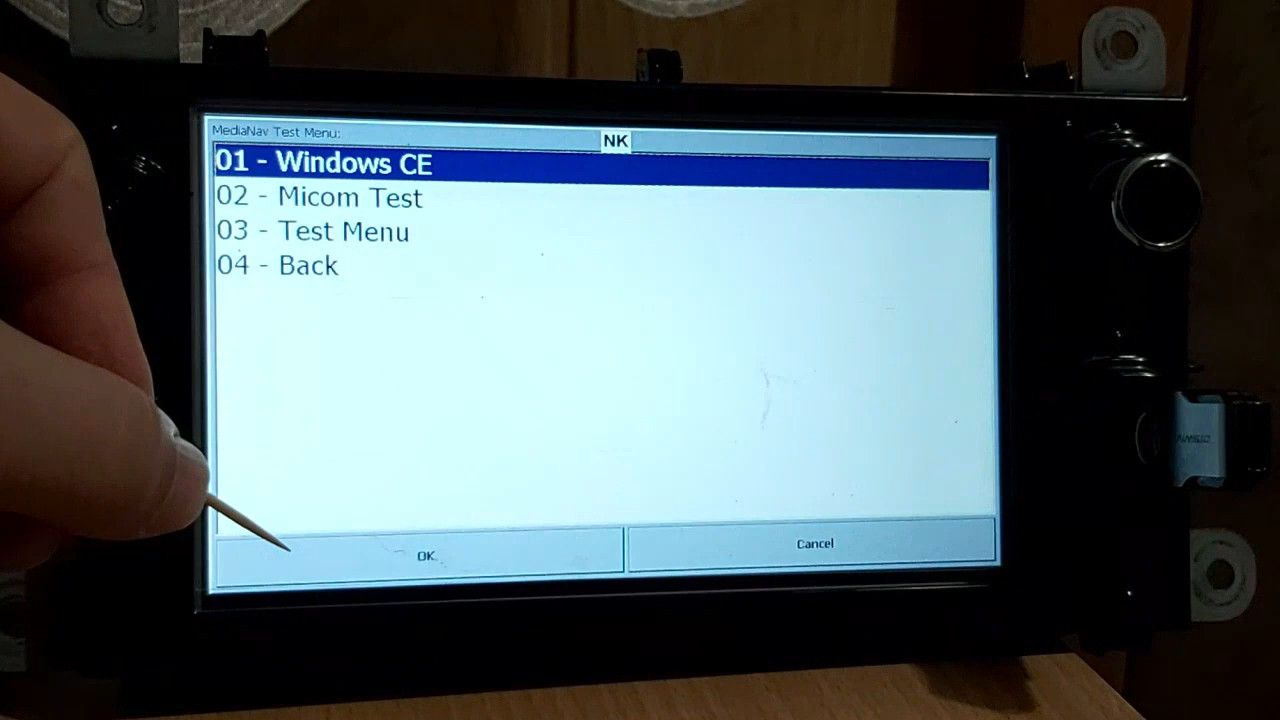 MediaNav Test Menu:
NK
01 - Windows CE
02 - Micom Test
03 - Test Menu
04 - Back
OK
Cancel